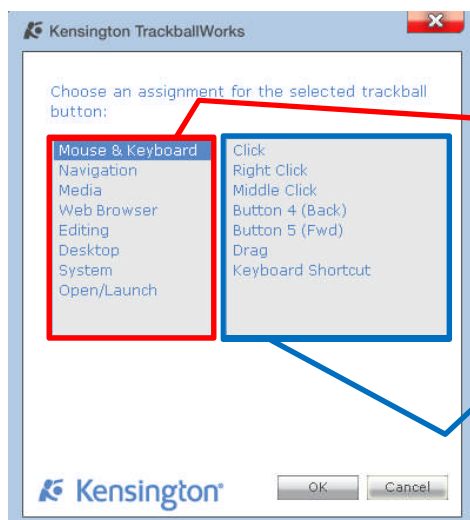 Kensington TrackballWorks
Choose an assignment for the selected trackball
button:
Mouse & Keyboard
Navigation
Media
Web Browser
Editing
Desktop
System
Open/Launch
Click
Right Click
Middle Click
Button 4 (Back)
Button 5 (Fwd)
Drag
Keyboard Shortcut
Kensington®
OK
Cancel